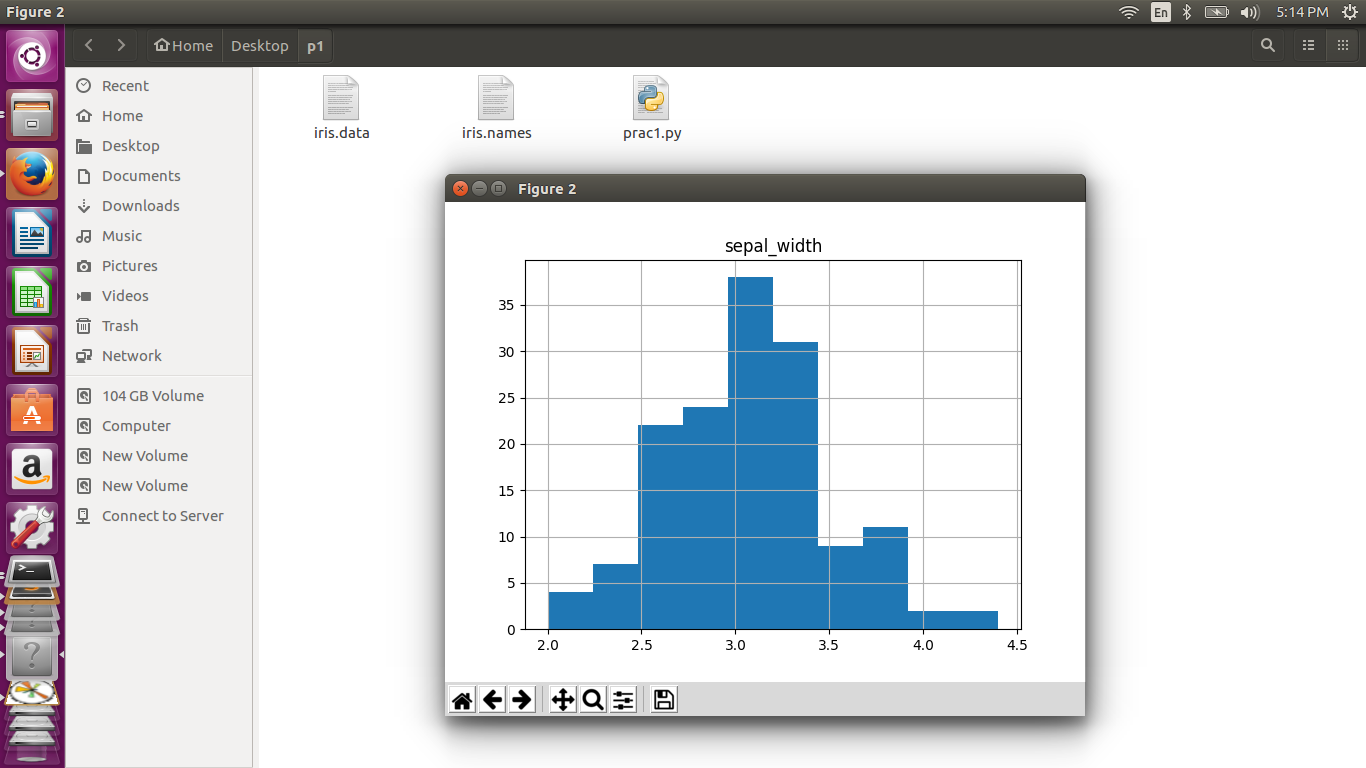 Figure 2
En
5:14 PM
Home
Desktop
p1
Recent
Home
Desktop
Documents
Downloads
Music
Pictures
Videos
Trash
Network
104 GB Volume
Computer
New Volume
New Volume
Connect to Server
iris.data
iris.names
prac1.py
Figure 2
sepal_width
35
30
25
20
15
10
5
0
2.0 2.5 3.0 3.5 4.0 4.5
A
a
>_
?